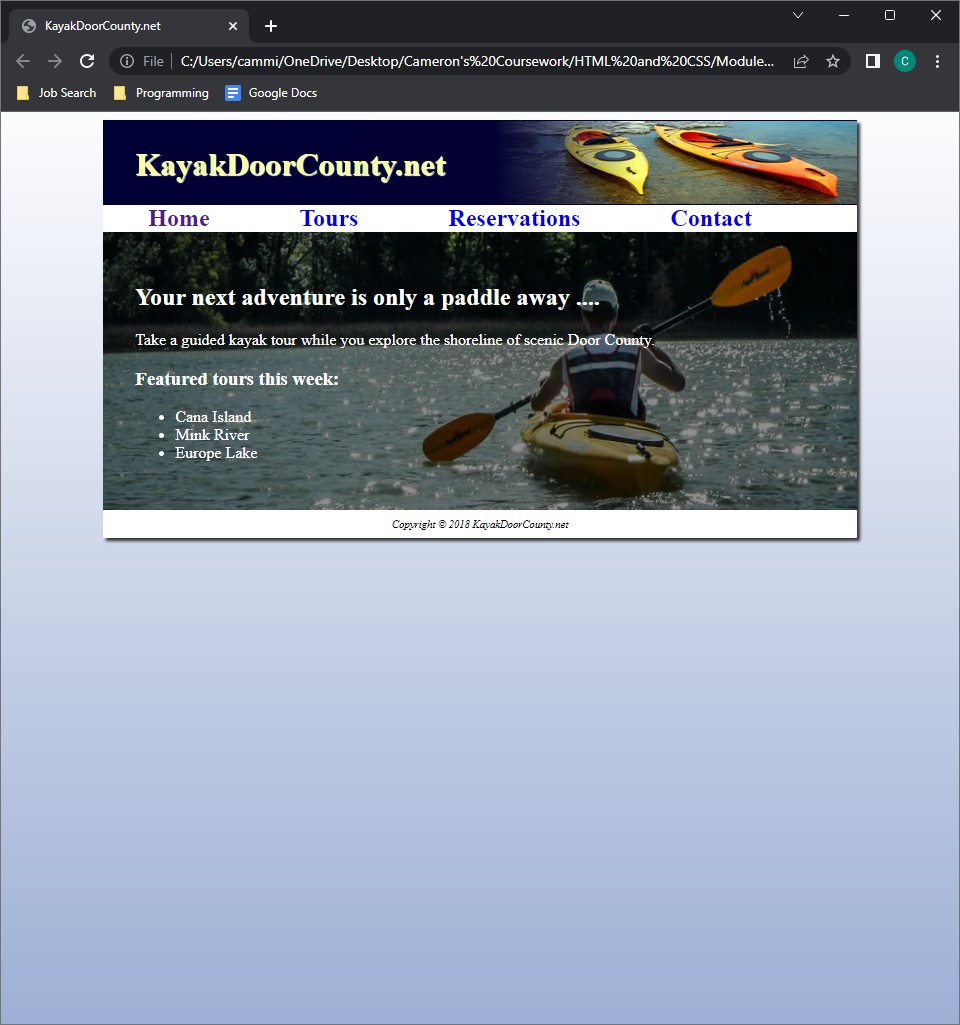 KayakDoorCounty.net
File
C:/Users/cammi/OneDrive/Desktop/Cameron's%20Coursework/HTML%20and%20CSS/Module...
C
Job Search
Programming
Google Docs
KayakDoorCounty.net
Home Tours Reservations Contact
Your next adventure is only a paddle away ....
Take a guided kayak tour while you explore the shoreline of scenic Door County.
Featured tours this week:
• Cana Island
• Mink River
• Europe Lake
Copyright © 2018 KayakDoorCounty.net